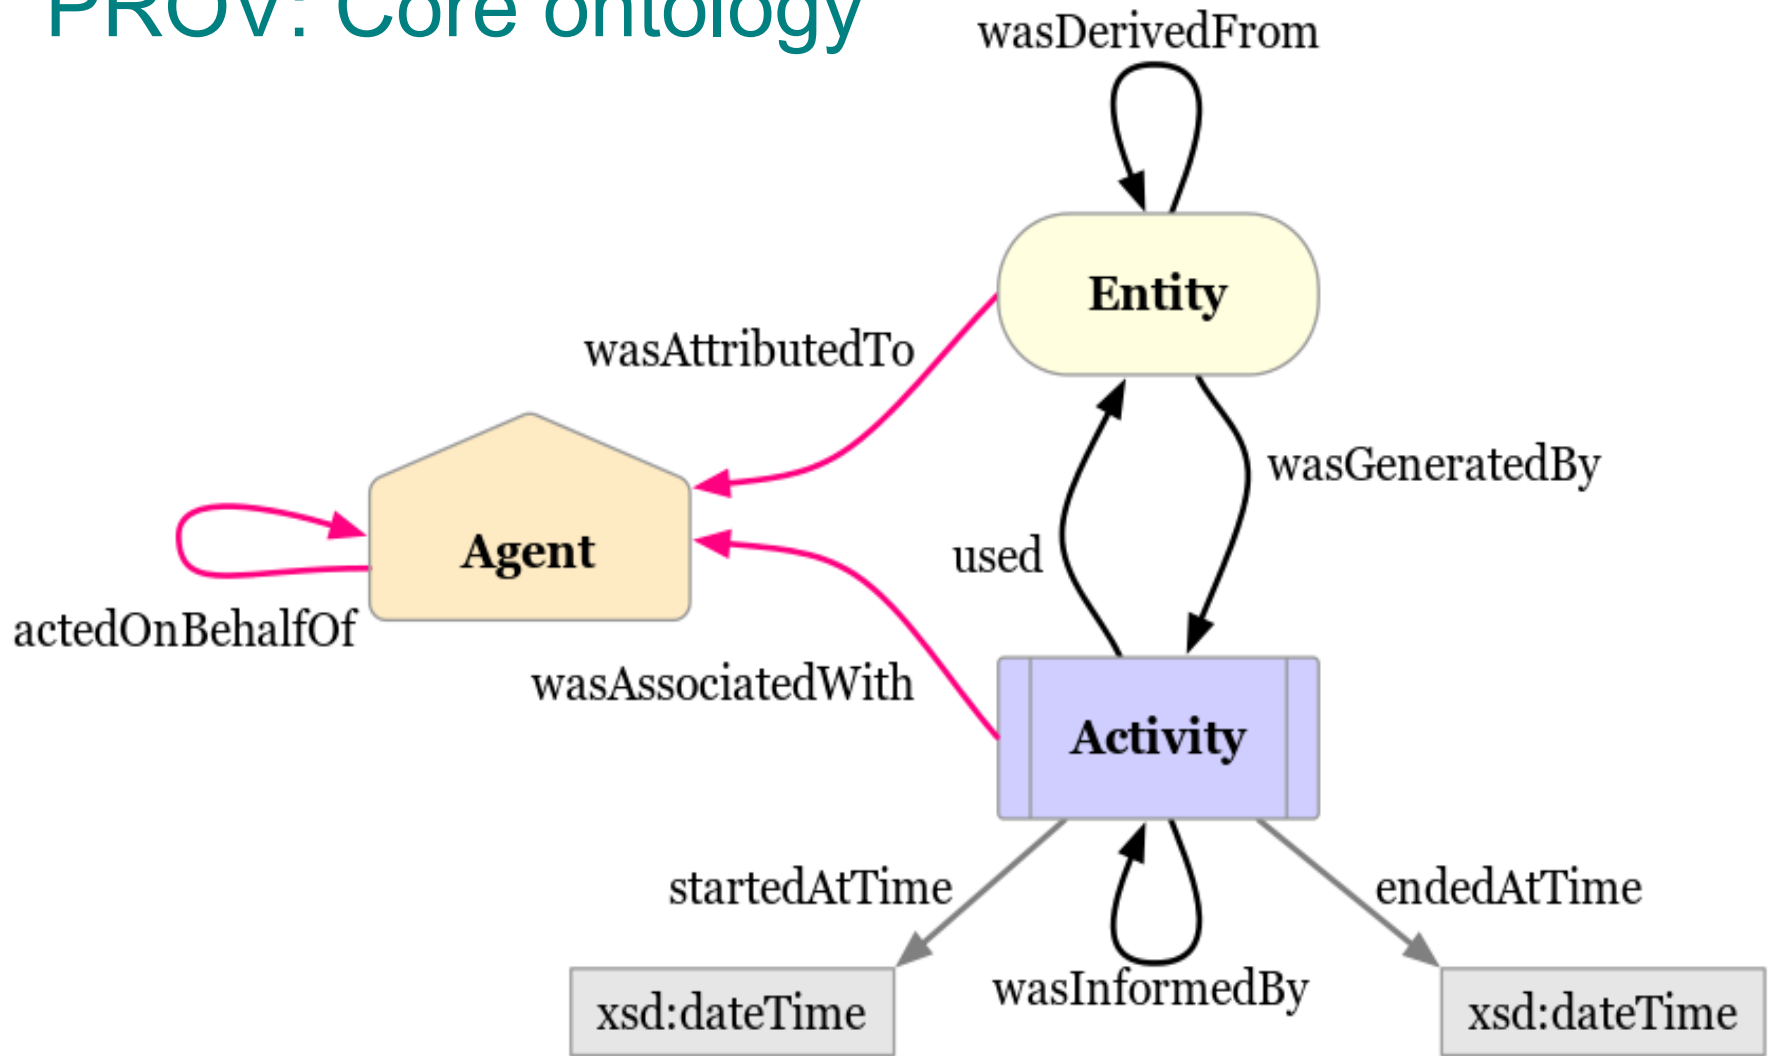 PROV: Core ontology
wasDerivedFrom
Entity
wasAttributedTo
wasGeneratedBy
used
Agent
actedOnBehalfOf
wasAssociatedWith
Activity
startedAtTime
endedAtTime
wasInformedBy
xsd:dateTime
xsd:dateTime